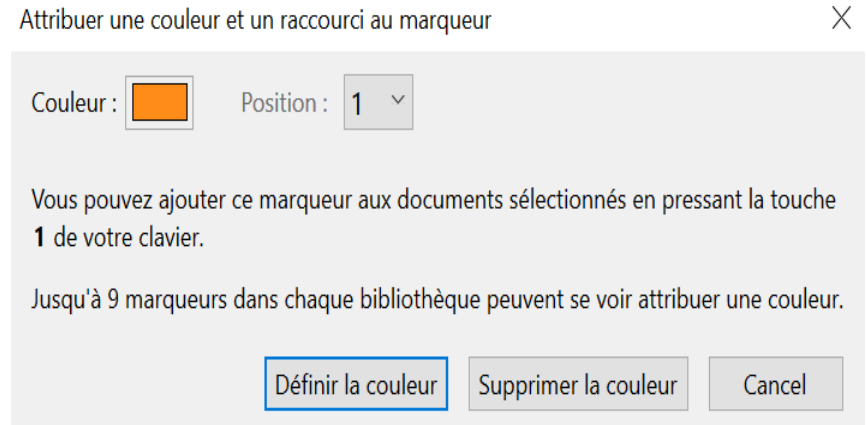 Attribuer une couleur et un raccourci au marqueur
Couleur : Position : 1
Vous pouvez ajouter ce marqueur aux documents sélectionnés en pressant la touche
1 de votre clavier.
Jusqu'à 9 marqueurs dans chaque bibliothèque peuvent se voir attribuer une couleur.
Définir la couleur Supprimer la couleur Cancel